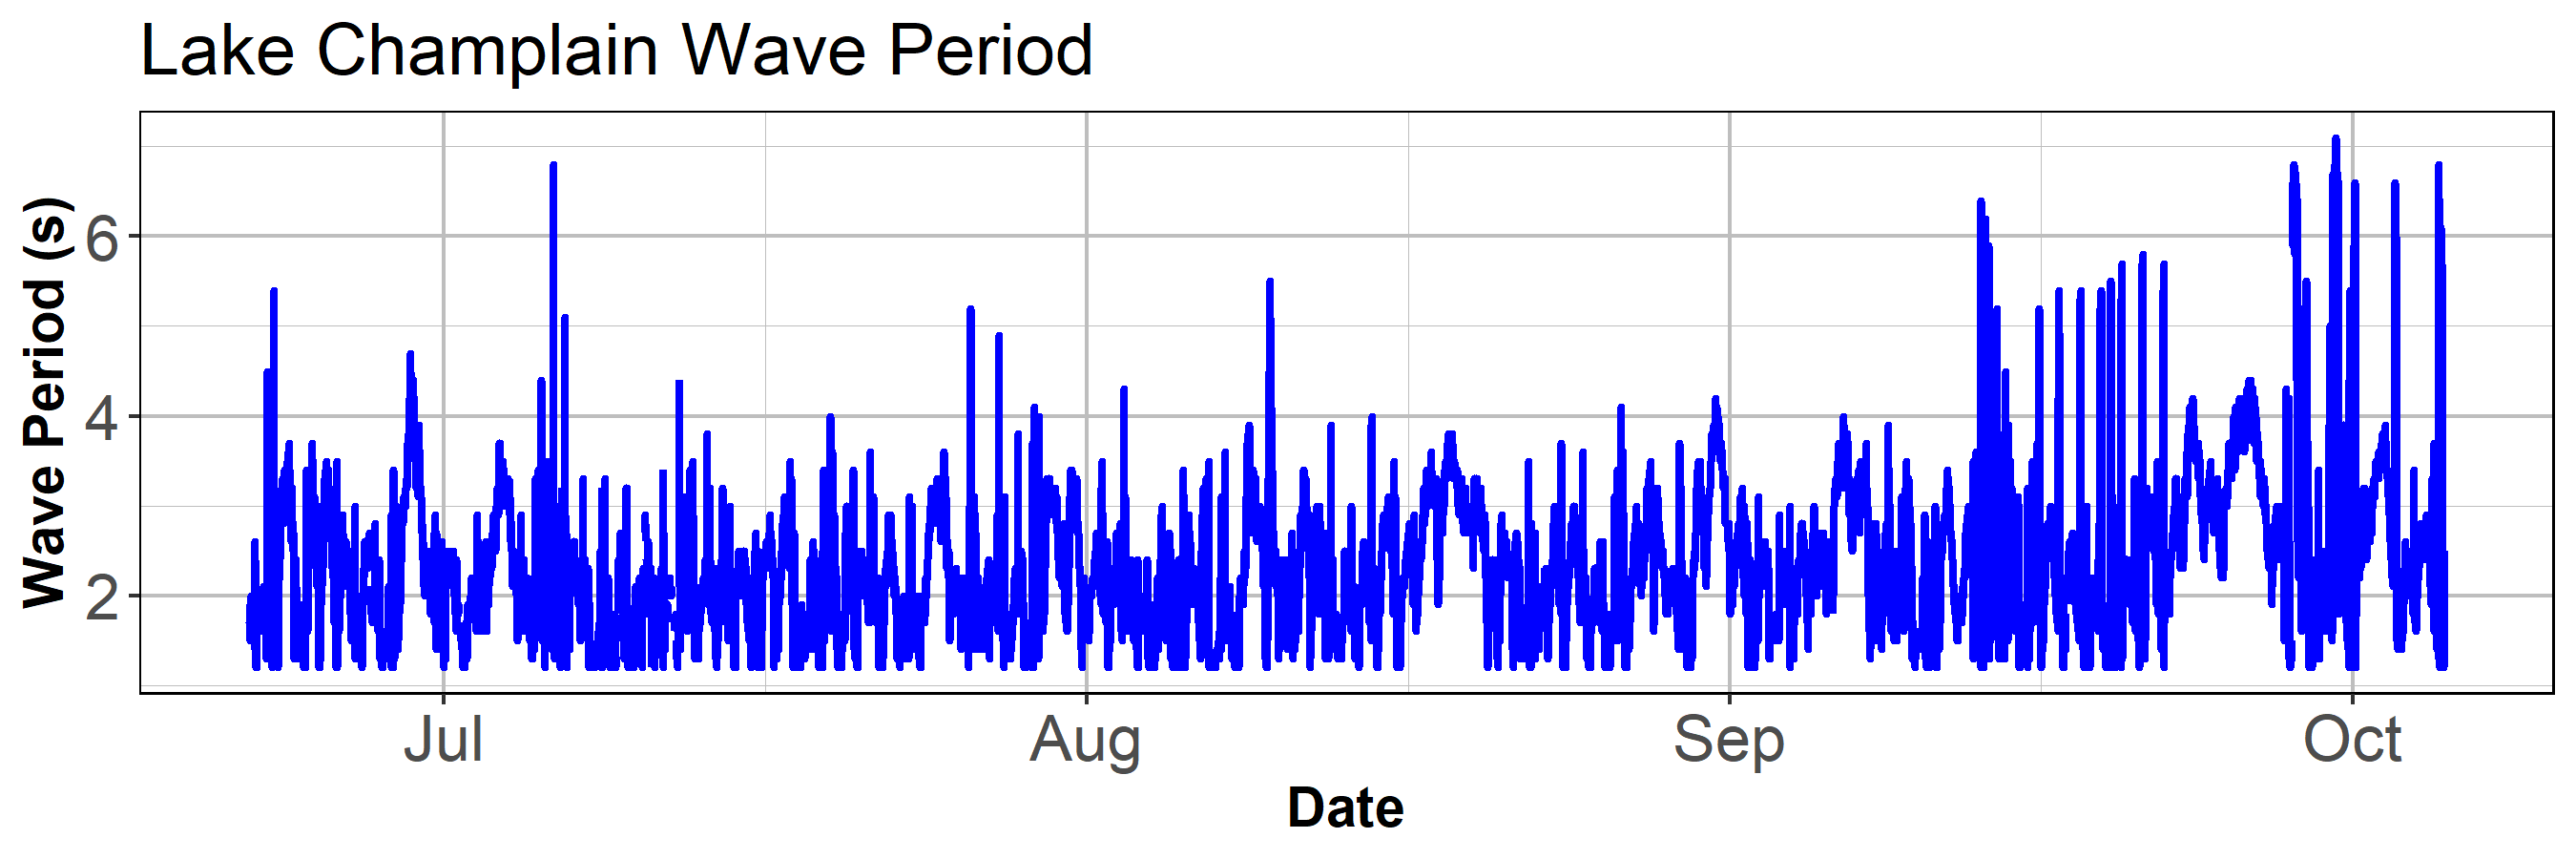 Lake Champlain Wave Period
Wave Period (s)
6
4
2
Jul Aug Sep Oct
Date